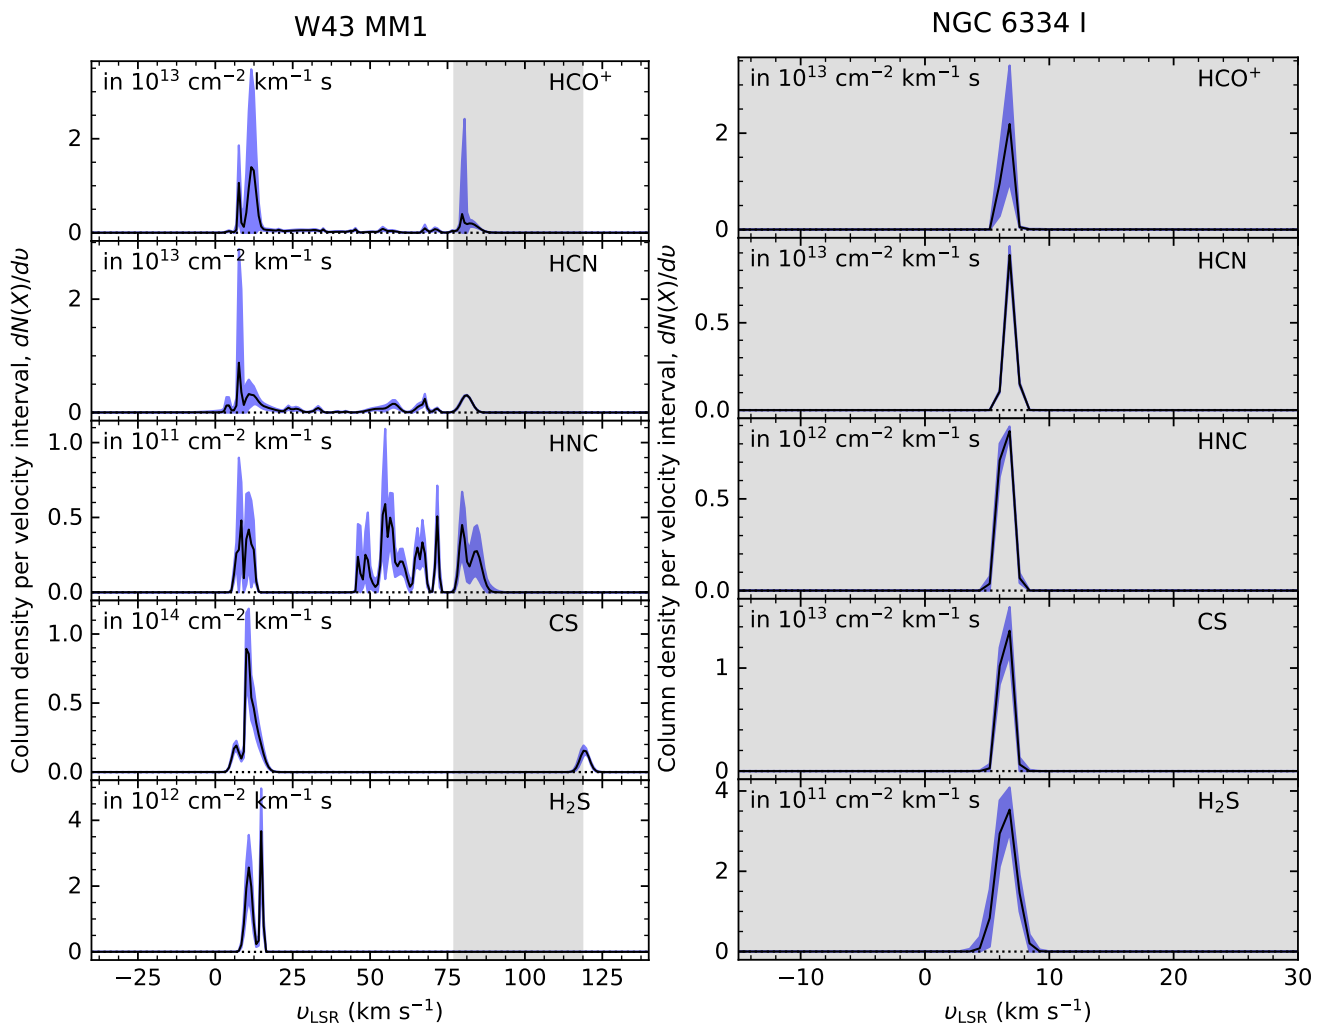 W43 MM1
NGC 6334 I
in 10¹³ cm⁻² km⁻¹ s
HCO⁺
2
0
in 10¹³ cm⁻² km⁻¹ s
HCN
2
0
in 10¹¹ cm⁻² km⁻¹ s
HNC
1.0
0.5
0.0
in 10¹⁴ cm⁻² km⁻¹ s
CS
1.0
0.5
0.0
in 10¹² cm⁻² km⁻¹ s
H₂S
4
2
0
−25 0 25 50 75 100 125
υLSR (km s⁻¹)
Column density per velocity interval, dN(X)/dυ
in 10¹³ cm⁻² km⁻¹ s
HCO⁺
2
0
in 10¹³ cm⁻² km⁻¹ s
HCN
0.5
0.0
in 10¹² cm⁻² km⁻¹ s
HNC
0.5
0.0
in 10¹³ cm⁻² km⁻¹ s
CS
1
0
in 10¹¹ cm⁻² km⁻¹ s
H₂S
4
2
0
−10 0 10 20 30
υLSR (km s⁻¹)
Column density per velocity interval, dN(X)/dυ